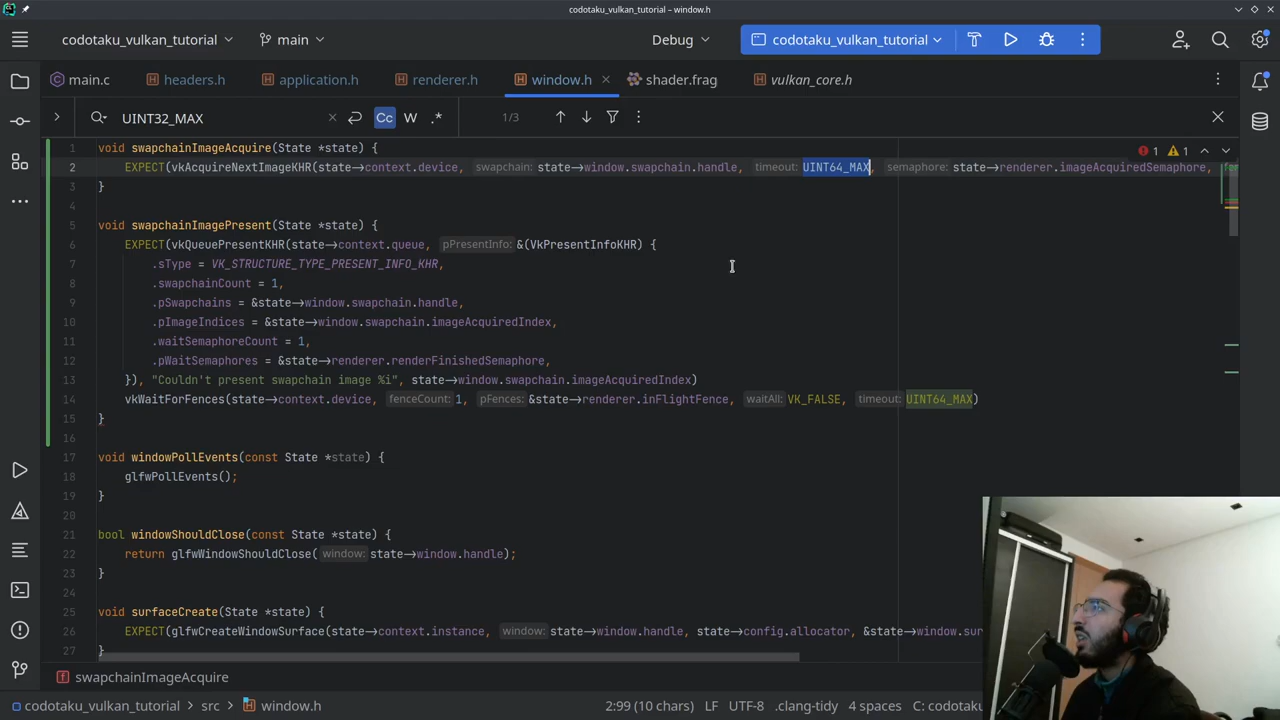 codotaku_vulkan_tutorial – window.h
codotaku_vulkan_tutorial main Debug codotaku_vulkan_tutorial
main.c headers.h application.h renderer.h window.h shader.frag vulkan_core.h
UINT32_MAX Cc W .* 1/3
1 void swapchainImageAcquire(State *state) { 1 1
2 EXPECT(vkAcquireNextImageKHR(state→context.device, swapchain: state→window.swapchain.handle, timeout: UINT64_MAX, semaphore: state→renderer.imageAcquiredSemaphore,
3 }
4
5 void swapchainImagePresent(State *state) {
6 EXPECT(vkQueuePresentKHR(state→context.queue, pPresentInfo: &(VkPresentInfoKHR) {
7 .sType = VK_STRUCTURE_TYPE_PRESENT_INFO_KHR,
8 .swapchainCount = 1,
9 .pSwapchains = &state→window.swapchain.handle,
10 .pImageIndices = &state→window.swapchain.imageAcquiredIndex,
11 .waitSemaphoreCount = 1,
12 .pWaitSemaphores = &state→renderer.renderFinishedSemaphore,
13 }), "Couldn't present swapchain image %i", state→window.swapchain.imageAcquiredIndex)
14 vkWaitForFences(state→context.device, fenceCount: 1, pFences: &state→renderer.inFlightFence, waitAll: VK_FALSE, timeout: UINT64_MAX)
15 }
16
17 void windowPollEvents(const State *state) {
18 glfwPollEvents();
19 }
20
21 bool windowShouldClose(const State *state) {
22 return glfwWindowShouldClose( window: state→window.handle);
23 }
24
25 void surfaceCreate(State *state) {
26 EXPECT(glfwCreateWindowSurface(state→context.instance, window: state→window.handle, state→config.allocator, &state→window.sur
27 }
f swapchainImageAcquire
codotaku_vulkan_tutorial › src › window.h 2:99 (10 chars) LF UTF-8 .clang-tidy 4 spaces C: codotaku